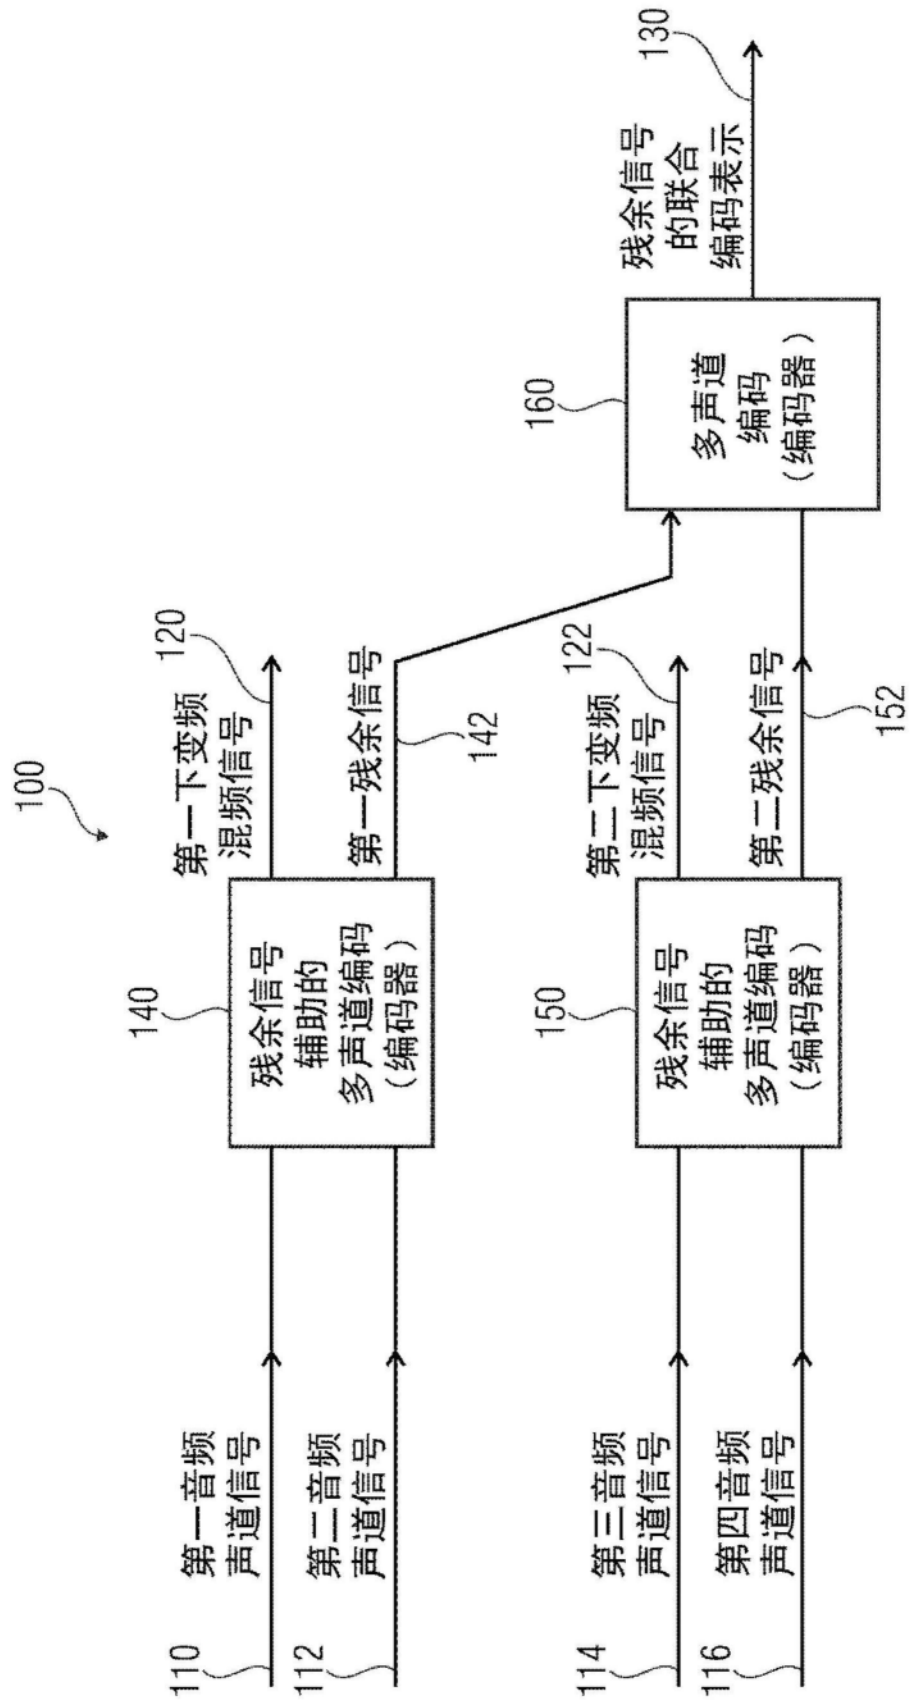 100
110
第一音频
声道信号
112
第二音频
声道信号
140
残余信号
辅助的
多声道编码
（编码器）
第一下变频
混频信号
120
第一残余信号
142
114
第三音频
声道信号
116
第四音频
声道信号
150
残余信号
辅助的
多声道编码
（编码器）
第二下变频
混频信号
122
第二残余信号
152
160
多声道
编码
（编码器）
残余信号
的联合
编码表示
130